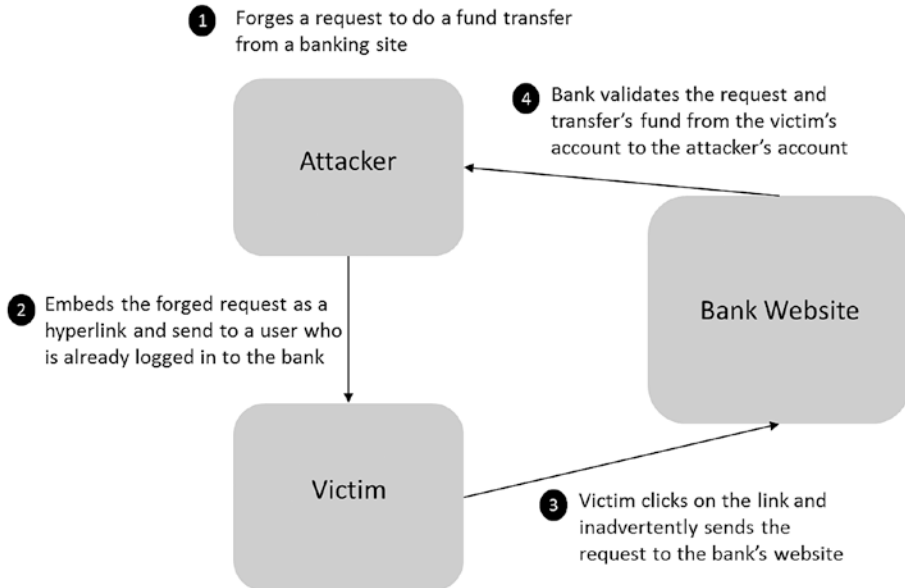 1 Forges a request to do a fund transfer
from a banking site
Attacker
4 Bank validates the request and
transfer's fund from the victim's
account to the attacker's account
Bank Website
2 Embeds the forged request as a
hyperlink and send to a user who
is already logged in to the bank
Victim
3 Victim clicks on the link and
inadvertently sends the
request to the bank's website